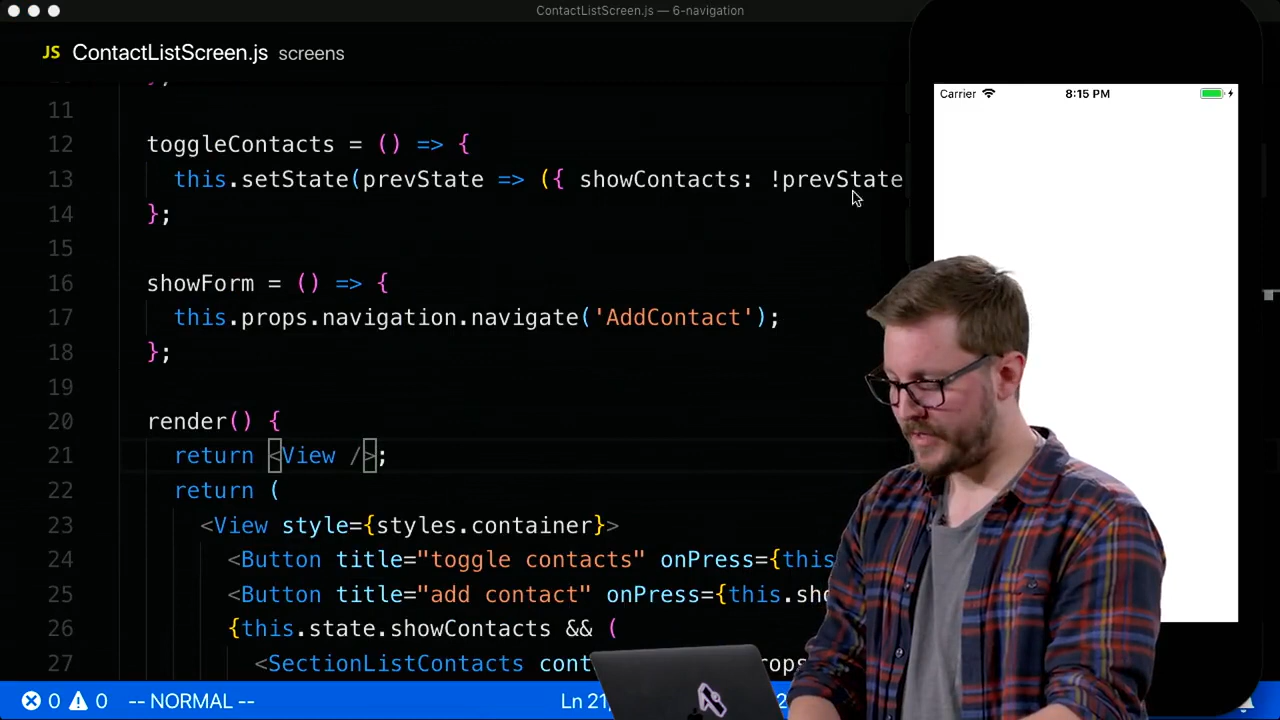 ContactListScreen.js — 6-navigation
JS ContactListScreen.js screens
11
12 toggleContacts = () => {
13 this.setState(prevState => ({ showContacts: !prevState
14 };
15
16 showForm = () => {
17 this.props.navigation.navigate('AddContact');
18 };
19
20 render() {
21 return <View />;
22 return (
23 <View style={styles.container}>
24 <Button title="toggle contacts" onPress={this
25 <Button title="add contact" onPress={this.sho
26 {this.state.showContacts && (
27 <SectionListContacts cont rops
0 0 -- NORMAL -- Ln 21,
Carrier 8:15 PM